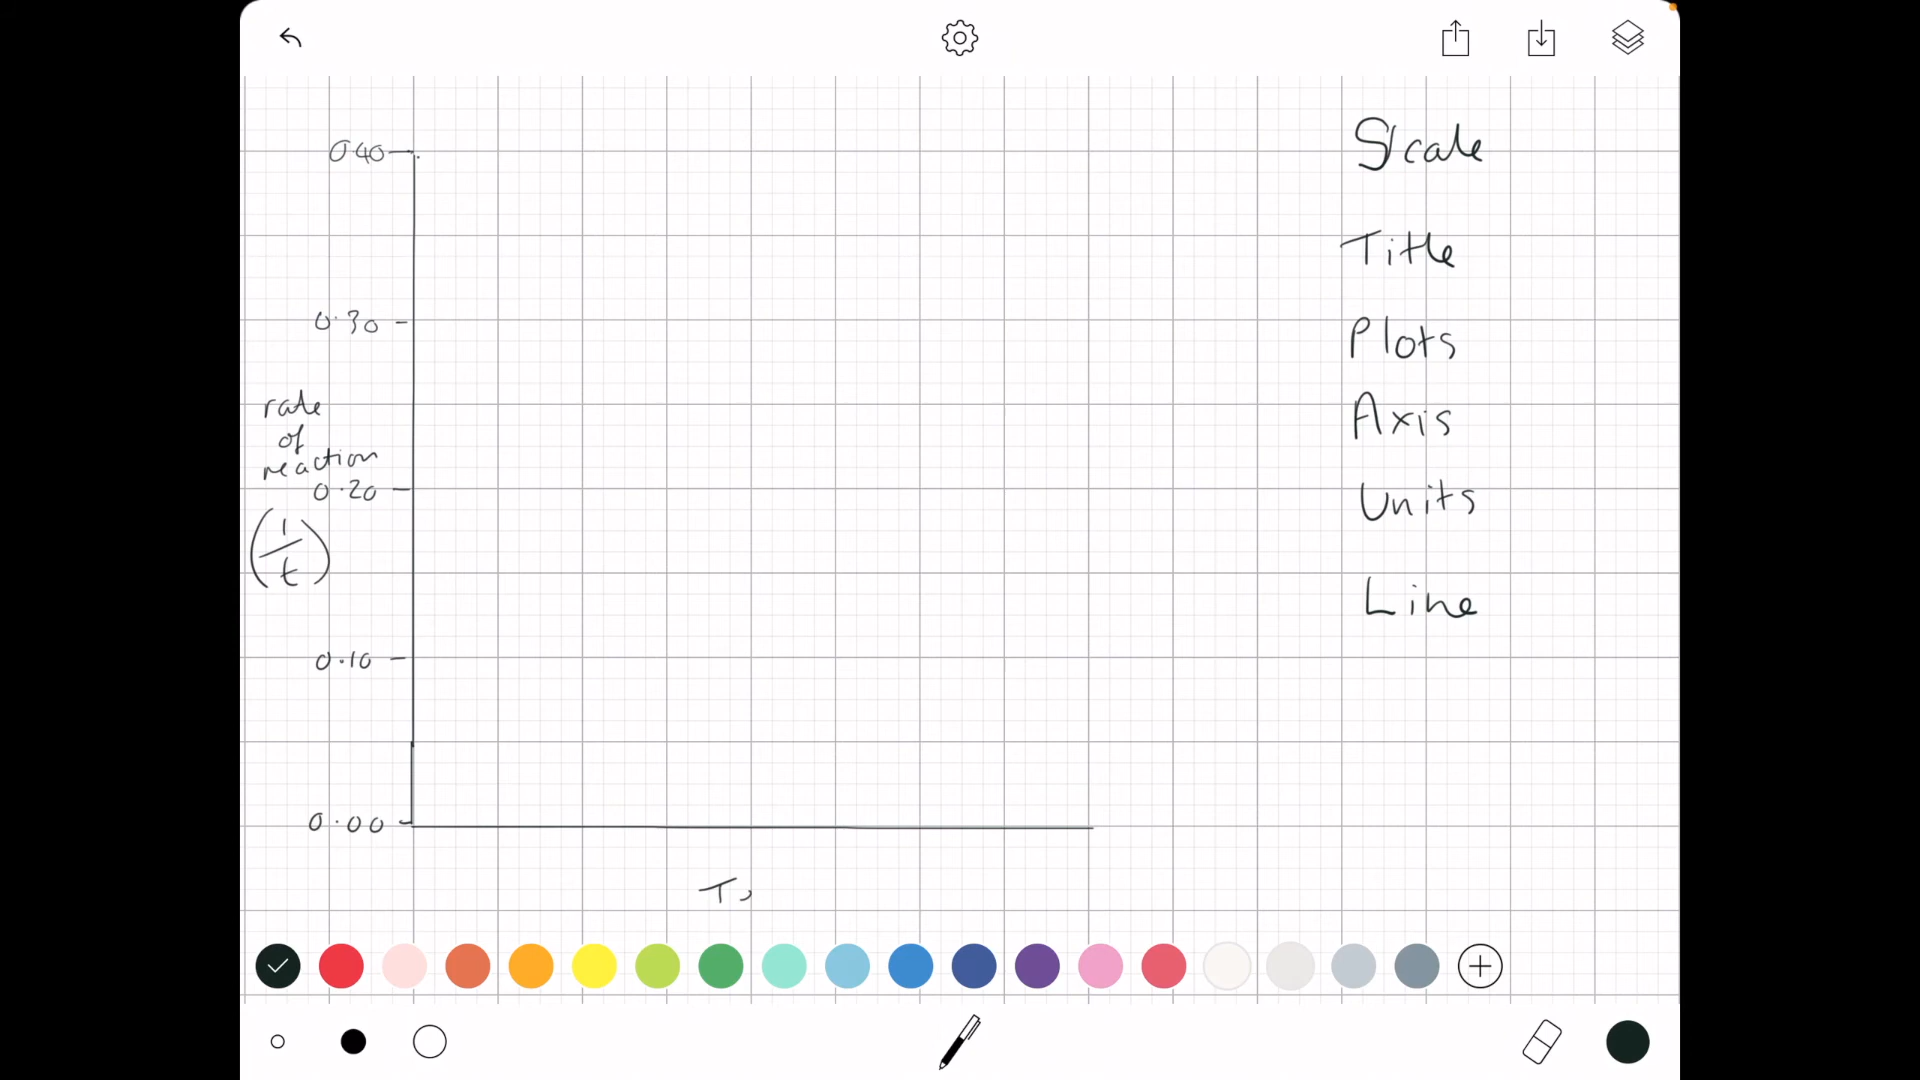 0.40
0.30
rate
of
reaction
0.20
(1/t)
0.10
0.00
T
Scale
Title
Plots
Axis
Units
Line